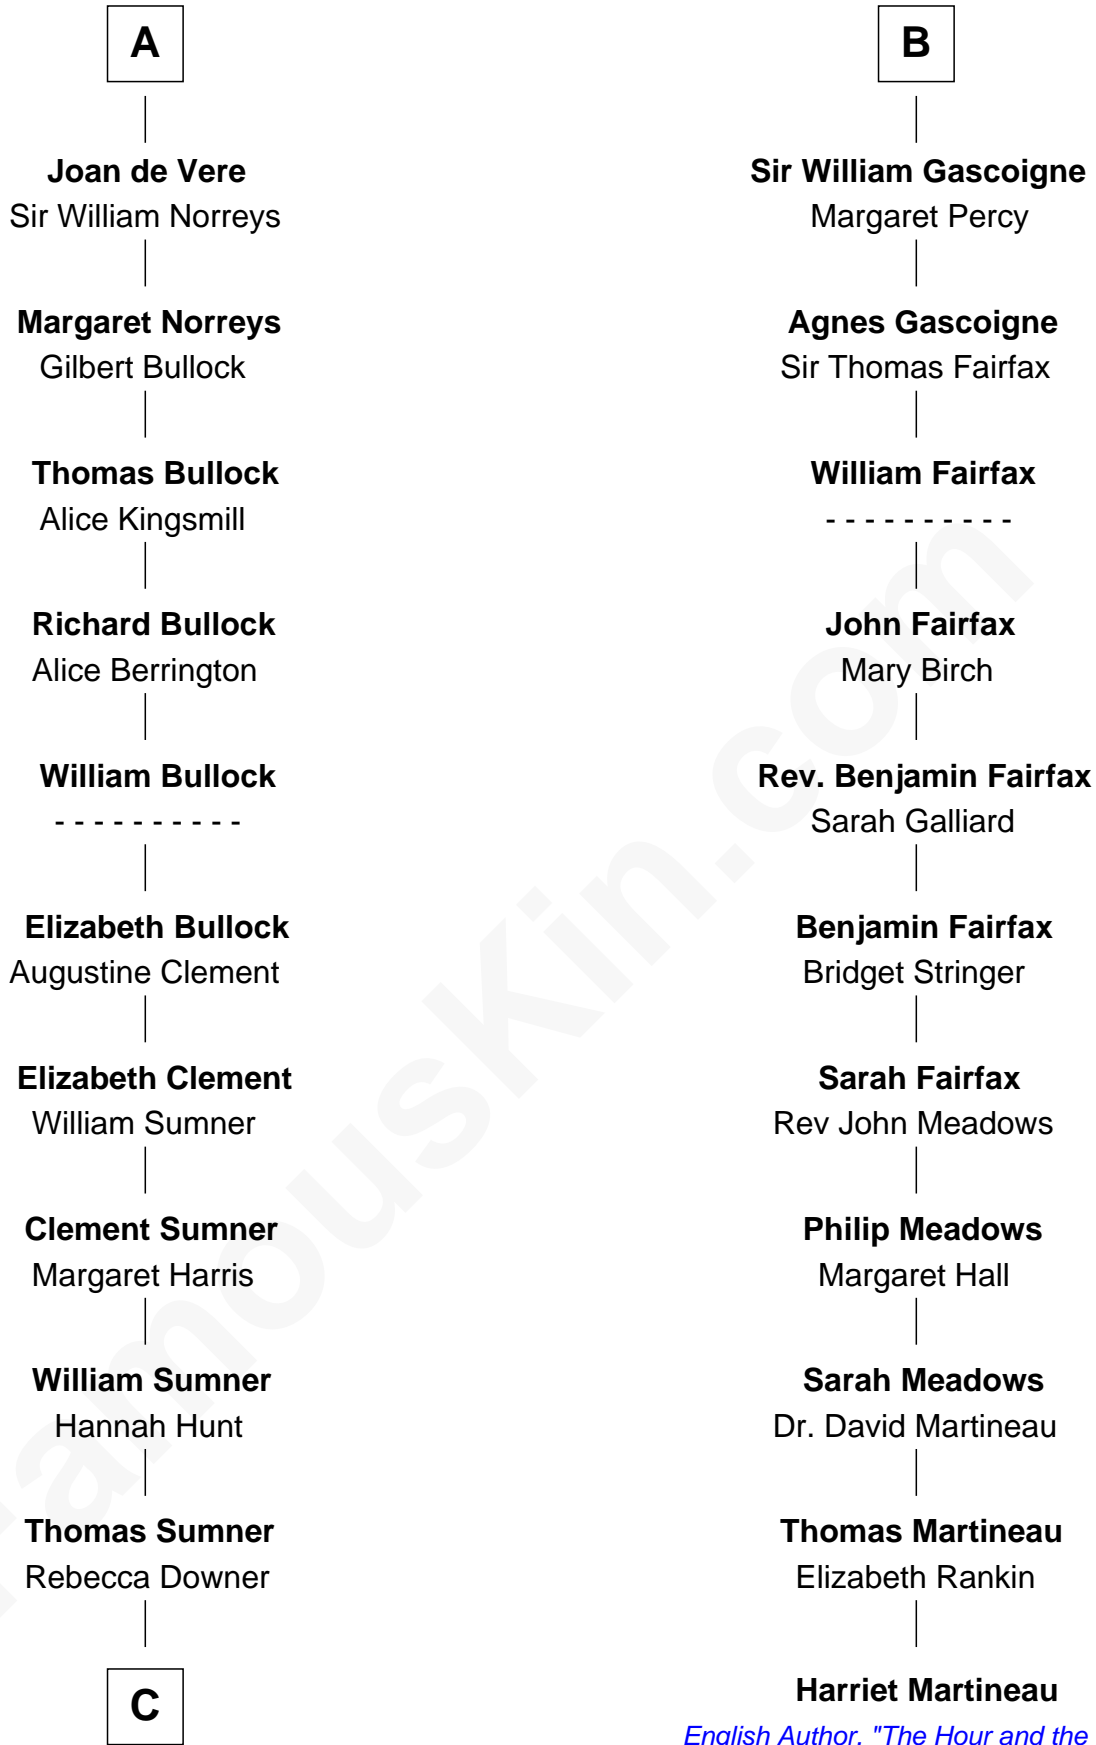 A
Joan de Vere
Sir William Norreys
Margaret Norreys
Gilbert Bullock
Thomas Bullock
Alice Kingsmill
Richard Bullock
Alice Berrington
William Bullock
- - - - - - - - - -
Elizabeth Bullock
Augustine Clement
Elizabeth Clement
William Sumner
Clement Sumner
Margaret Harris
William Sumner
Hannah Hunt
Thomas Sumner
Rebecca Downer
C
B
Sir William Gascoigne
Margaret Percy
Agnes Gascoigne
Sir Thomas Fairfax
William Fairfax
- - - - - - - - - -
John Fairfax
Mary Birch
Rev. Benjamin Fairfax
Sarah Galliard
Benjamin Fairfax
Bridget Stringer
Sarah Fairfax
Rev John Meadows
Philip Meadows
Margaret Hall
Sarah Meadows
Dr. David Martineau
Thomas Martineau
Elizabeth Rankin
Harriet Martineau
English Author, "The Hour and the
FamousKin.com